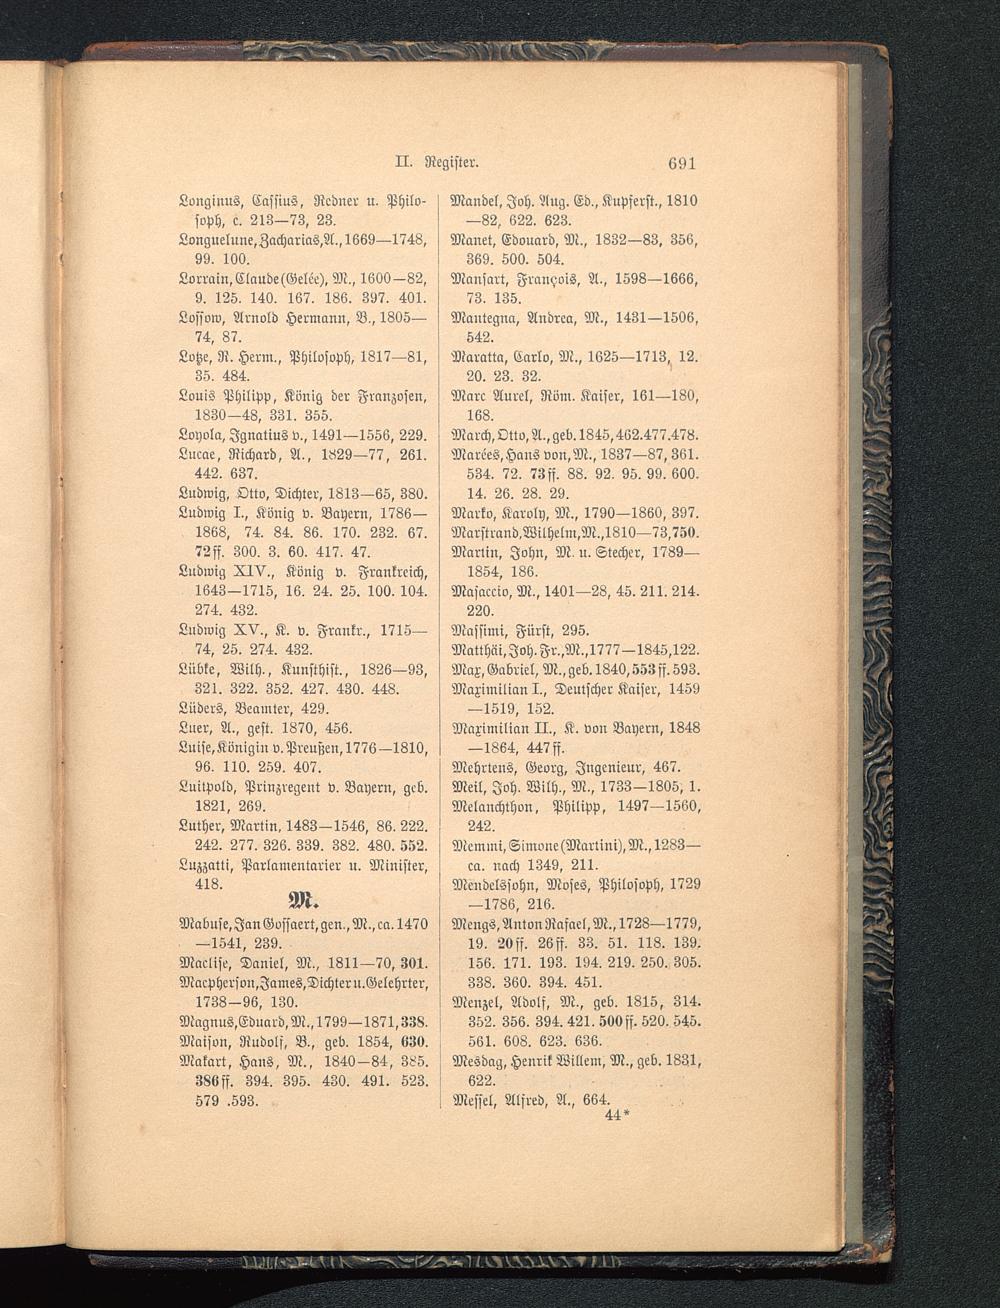 II. Register.
691
Longinus, Cassius, Redner u. Philo-
soph, c. 213—73, 23.
Longuelune, Zacharias, A., 1669—1748,
99. 100.
Lorrain, Claude (Gelée), M., 1600—82,
9. 125. 140. 167. 186. 397. 401.
Lossow, Arnold Hermann, B., 1805—
74, 87.
Lotze, R. Herm., Philosoph, 1817—81,
35. 484.
Louis Philipp, König der Franzosen,
1830—48, 331. 355.
Loyola, Ignatius v., 1491—1556, 229.
Lucae, Richard, A., 1829—77, 261.
442. 637.
Ludwig, Otto, Dichter, 1813—65, 380.
Ludwig I., König v. Bayern, 1786—
1868, 74. 84. 86. 170. 232. 67.
72ff. 300. 3. 60. 417. 47.
Ludwig XIV., König v. Frankreich,
1643—1715, 16. 24. 25. 100. 104.
274. 432.
Ludwig XV., K. v. Frankr., 1715—
74, 25. 274. 432.
Lübke, Wilh., Kunsthist., 1826—93,
321. 322. 352. 427. 430. 448.
Lüders, Beamter, 429.
Luer, A., gest. 1870, 456.
Luise, Königin v. Preußen, 1776—1810,
96. 110. 259. 407.
Luitpold, Prinzregent v. Bayern, geb.
1821, 269.
Luther, Martin, 1483—1546, 86. 222.
242. 277. 326. 339. 382. 480. 552.
Luzzatti, Parlamentarier u. Minister,
418.
M.
Mabuse, Jan Gossaert, gen., M., ca. 1470
—1541, 239.
Maclise, Daniel, M., 1811—70, 301.
Macpherson, James, Dichter u. Gelehrter,
1738—96, 130.
Magnus, Eduard, M., 1799—1871, 338.
Maison, Rudolf, B., geb. 1854, 630.
Makart, Hans, M., 1840—84, 385.
386ff. 394. 395. 430. 491. 523.
579 .593.
Mandel, Joh. Aug. Ed., Kupferst., 1810
—82, 622. 623.
Manet, Edouard, M., 1832—83, 356,
369. 500. 504.
Mansart, François, A., 1598—1666,
73. 135.
Mantegna, Andrea, M., 1431—1506,
542.
Maratta, Carlo, M., 1625—1713, 12.
20. 23. 32.
Marc Aurel, Röm. Kaiser, 161—180,
168.
March, Otto, A., geb. 1845, 462. 477. 478.
Marées, Hans von, M., 1837—87, 361.
534. 72. 73ff. 88. 92. 95. 99. 600.
14. 26. 28. 29.
Marko, Karoly, M., 1790—1860, 397.
Marstrand, Wilhelm, M., 1810—73, 750.
Martin, John, M. u. Stecher, 1789—
1854, 186.
Masaccio, M., 1401—28, 45. 211. 214.
220.
Massimi, Fürst, 295.
Matthäi, Joh. Fr., M., 1777—1845, 122.
Max, Gabriel, M., geb. 1840, 553ff. 593.
Maximilian I., Deutscher Kaiser, 1459
—1519, 152.
Maximilian II., K. von Bayern, 1848
—1864, 447ff.
Mehrtens, Georg, Ingenieur, 467.
Meil, Joh. Wilh., M., 1733—1805, 1.
Melanchthon, Philipp, 1497—1560,
242.
Memmi, Simone (Martini), M., 1283—
ca. nach 1349, 211.
Mendelssohn, Moses, Philosoph, 1729
—1786, 216.
Mengs, Anton Rafael, M., 1728—1779,
19. 20ff. 26ff. 33. 51. 118. 139.
156. 171. 193. 194. 219. 250. 305.
338. 360. 394. 451.
Menzel, Adolf, M., geb. 1815, 314.
352. 356. 394. 421. 500ff. 520. 545.
561. 608. 623. 636.
Mesdag, Henrik Willem, M., geb. 1831,
622.
Messel, Alfred, A., 664.
44*